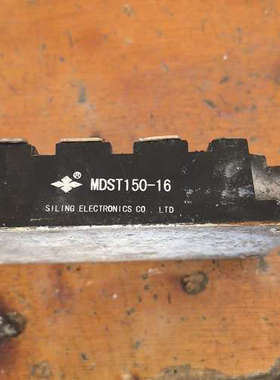 ® MDST150-16
SILING ELECTRONICS CO . LTD